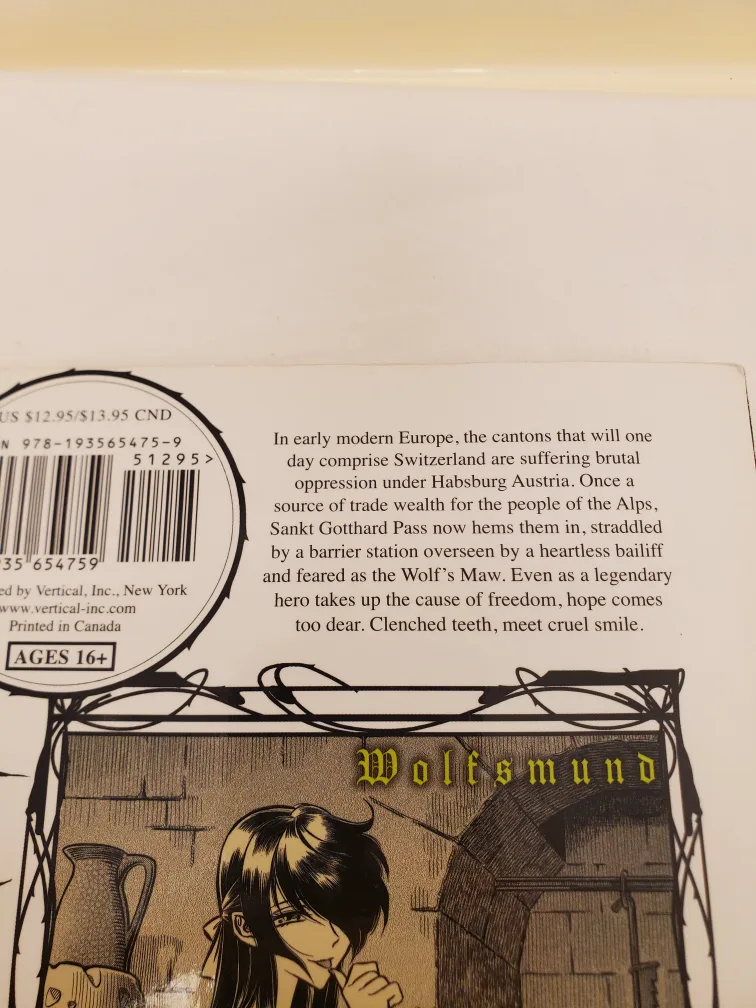 US $12.95/$13.95 CND
N 978-193565475-9
51295>
35 654759
ed by Vertical, Inc., New York
www.vertical-inc.com
Printed in Canada
AGES 16+
In early modern Europe, the cantons that will one
day comprise Switzerland are suffering brutal
oppression under Habsburg Austria. Once a
source of trade wealth for the people of the Alps,
Sankt Gotthard Pass now hems them in, straddled
by a barrier station overseen by a heartless bailiff
and feared as the Wolf's Maw. Even as a legendary
hero takes up the cause of freedom, hope comes
too dear. Clenched teeth, meet cruel smile.
Wolfsmund